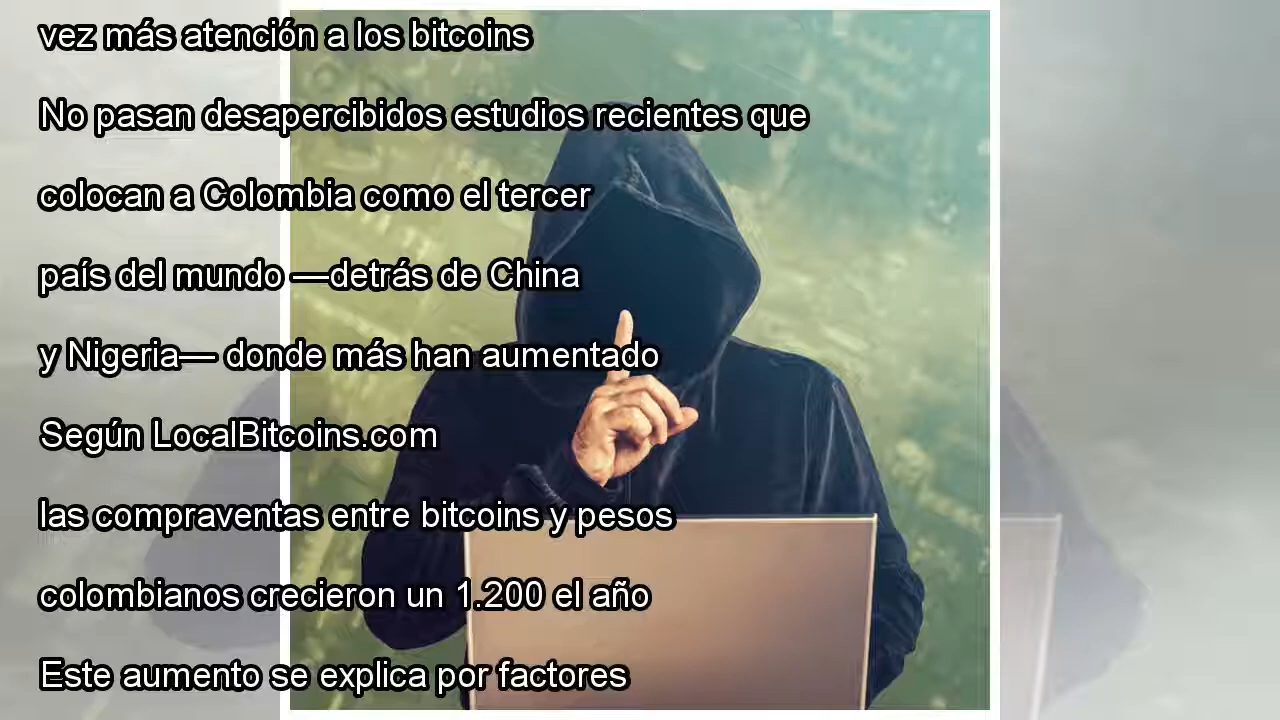 vez más atención a los bitcoins
No pasan desapercibidos estudios recientes que
colocan a Colombia como el tercer
país del mundo —detrás de China
y Nigeria— donde más han aumentado
Según LocalBitcoins.com
las compraventas entre bitcoins y pesos
colombianos crecieron un 1.200 el año
Este aumento se explica por factores